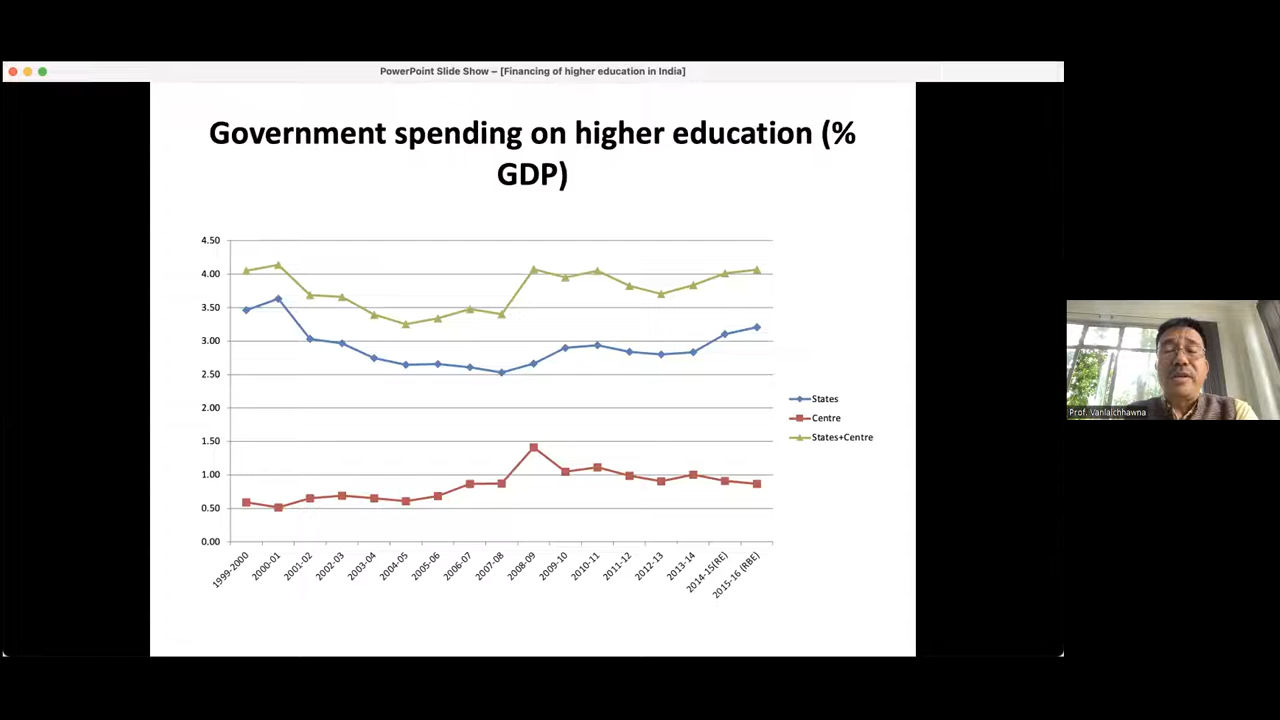 PowerPoint Slide Show – [Financing of higher education in India]
Government spending on higher education (%
GDP)
4.50
4.00
3.50
3.00
2.50
2.00
1.50
1.00
0.50
0.00
1999-2000
2000-01
2001-02
2002-03
2003-04
2004-05
2005-06
2006-07
2007-08
2008-09
2009-10
2010-11
2011-12
2012-13
2013-14
2014-15(RE)
2015-16 (RBE)
States
Centre
States+Centre
Prof. Vanlalchhawna